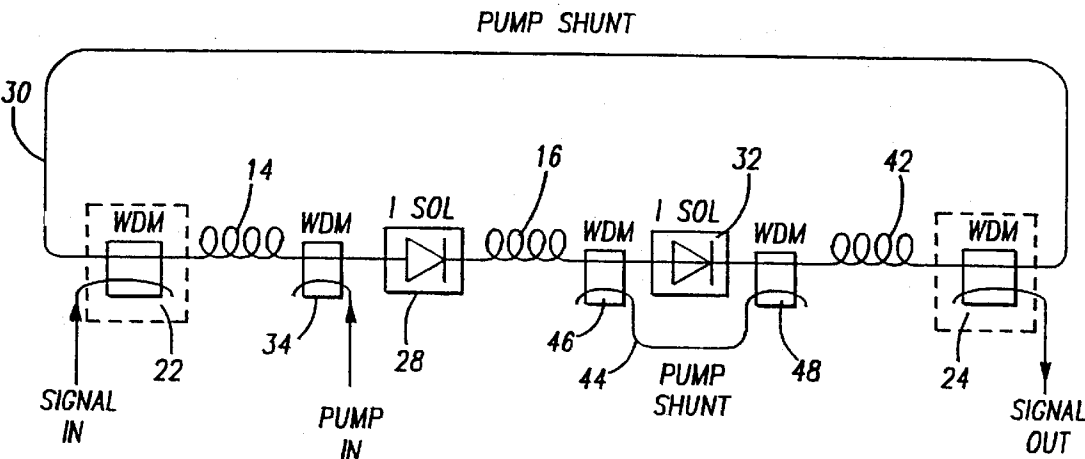 PUMP SHUNT
30
14
16
32
42
WDM
WDM
I SOL
WDM
I SOL
WDM
WDM
22
34
28
46
44
48
24
PUMP
SHUNT
SIGNAL
IN
PUMP
IN
SIGNAL
OUT